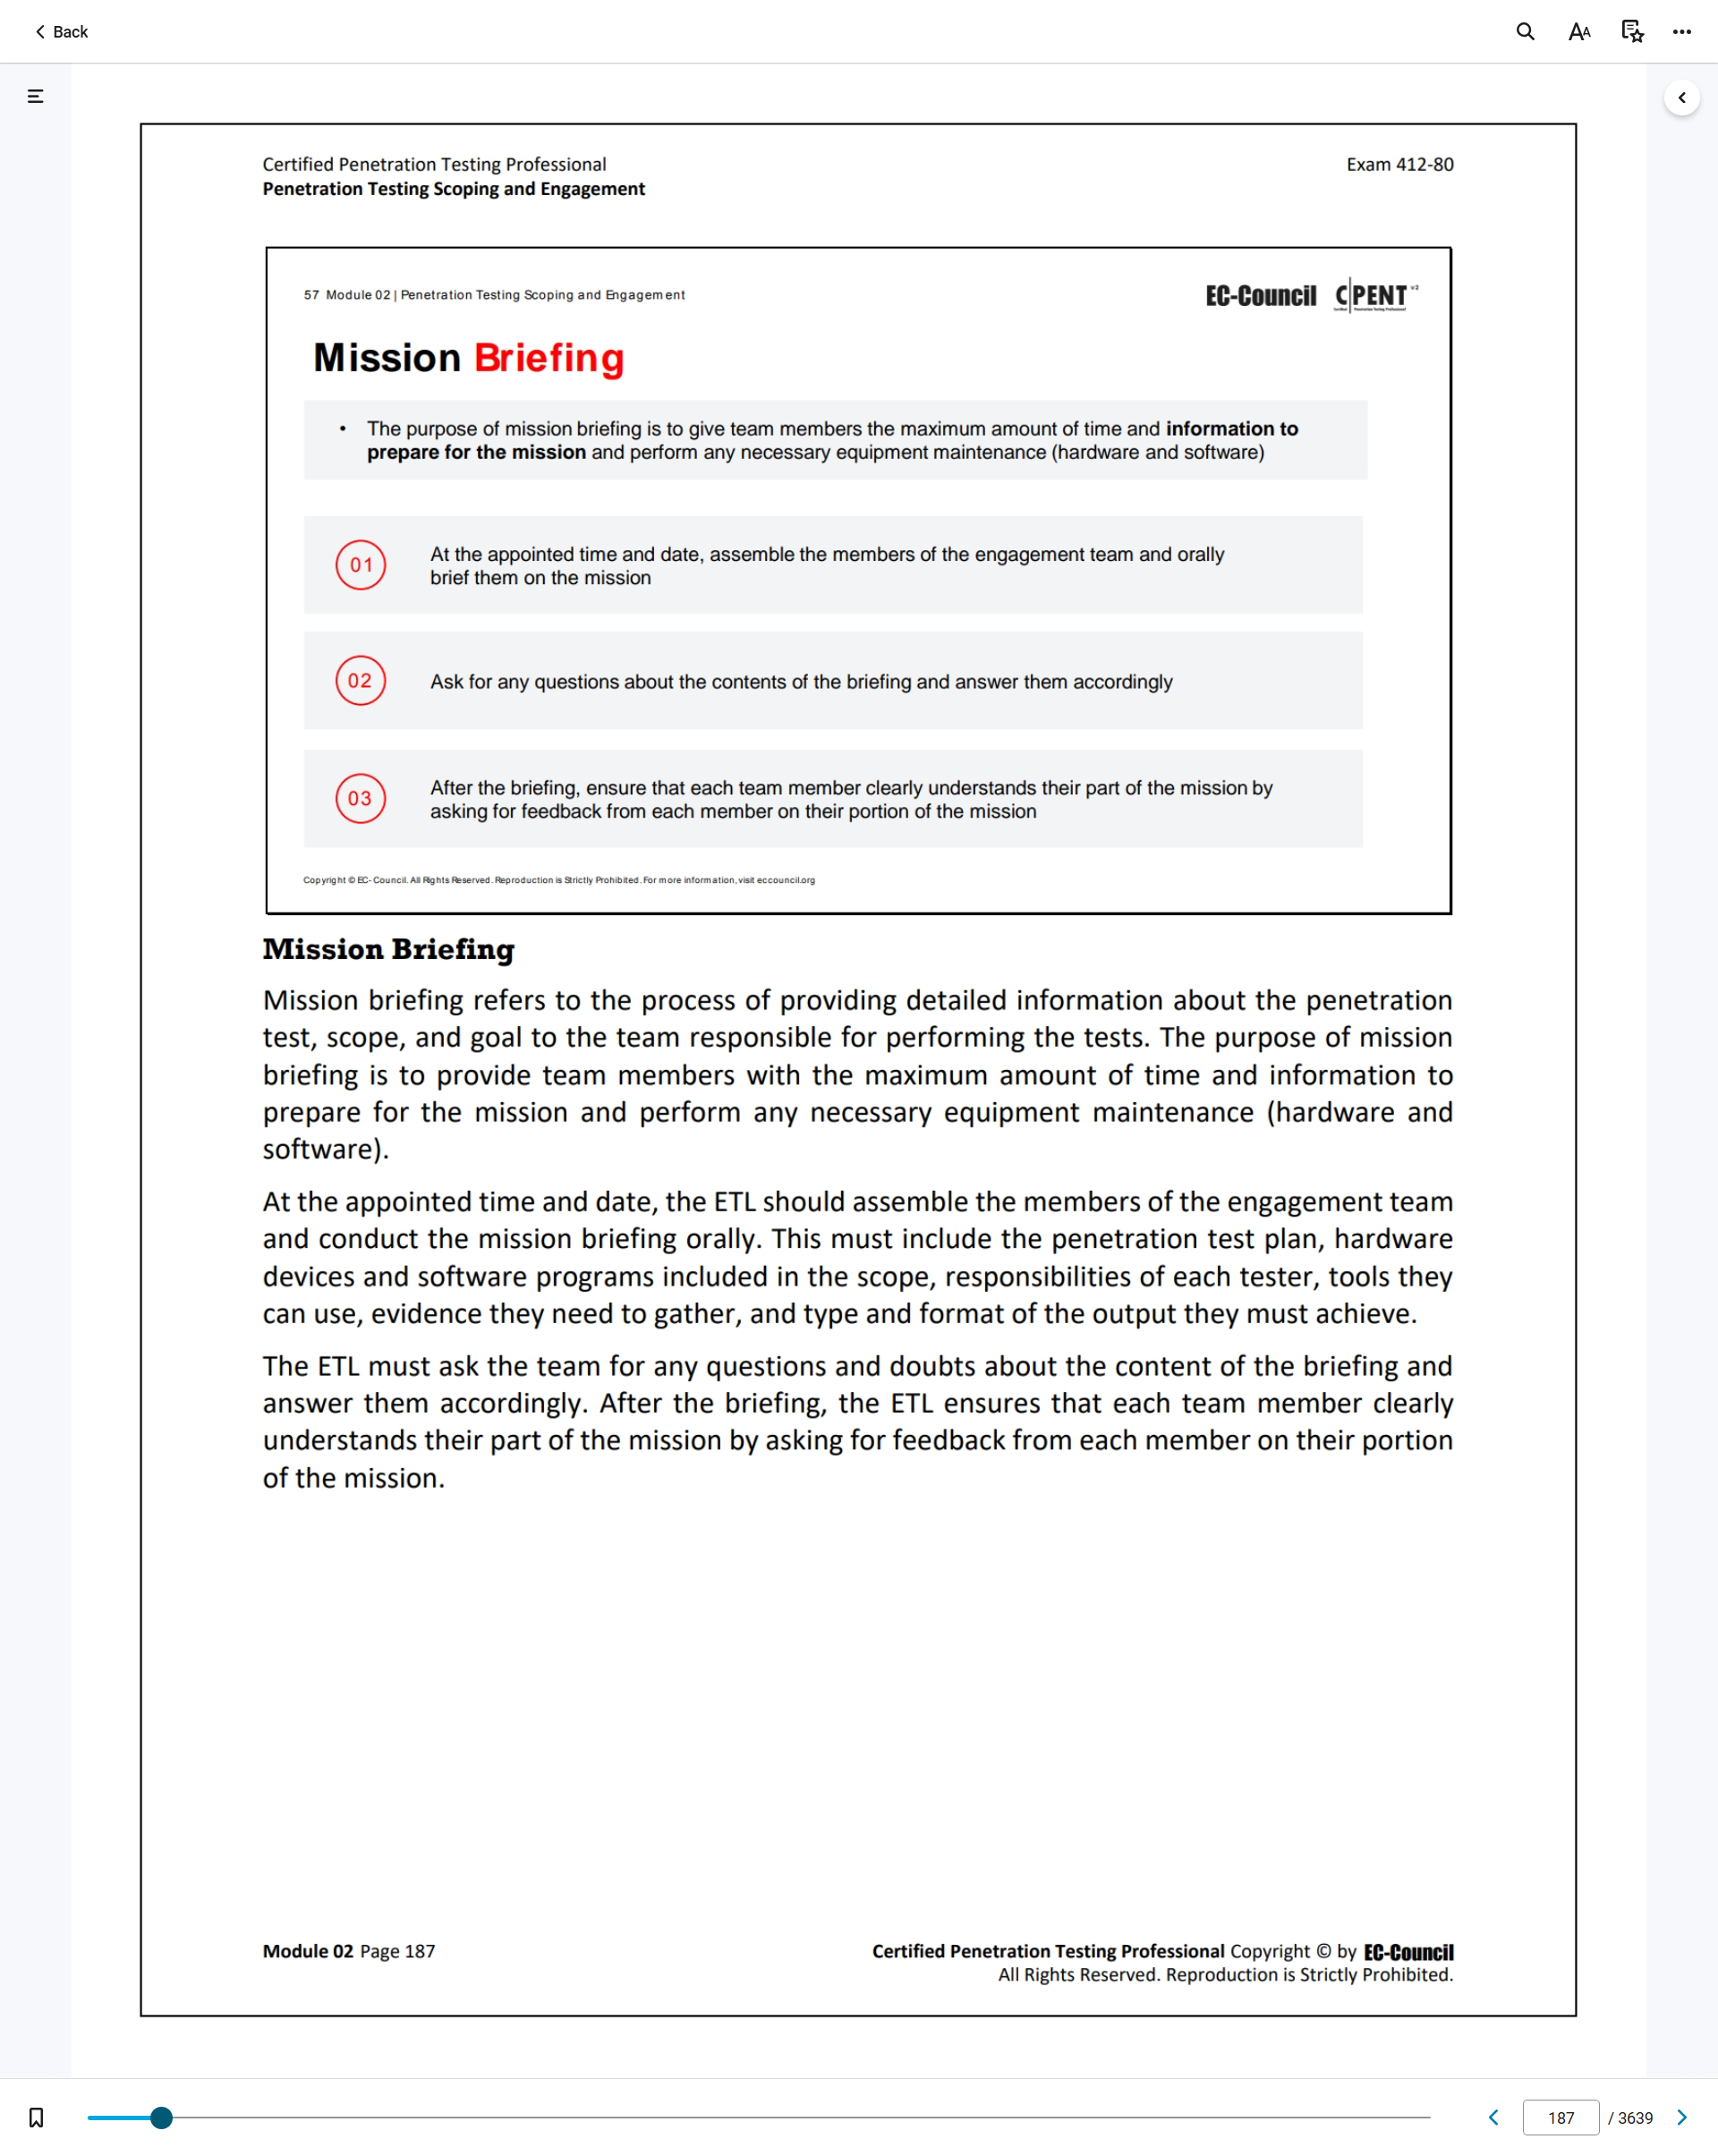 Back
Certified Penetration Testing Professional
Exam 412-80
Penetration Testing Scoping and Engagement
57 Module 02 | Penetration Testing Scoping and Engagement
EC-Council
C|PENT v2
Mission Briefing
• The purpose of mission briefing is to give team members the maximum amount of time and information to
prepare for the mission and perform any necessary equipment maintenance (hardware and software)
01
At the appointed time and date, assemble the members of the engagement team and orally
brief them on the mission
02
Ask for any questions about the contents of the briefing and answer them accordingly
03
After the briefing, ensure that each team member clearly understands their part of the mission by
asking for feedback from each member on their portion of the mission
Copyright © EC-Council. All Rights Reserved. Reproduction is Strictly Prohibited. For more information, visit eccouncil.org
Mission Briefing
Mission briefing refers to the process of providing detailed information about the penetration
test, scope, and goal to the team responsible for performing the tests. The purpose of mission
briefing is to provide team members with the maximum amount of time and information to
prepare for the mission and perform any necessary equipment maintenance (hardware and
software).
At the appointed time and date, the ETL should assemble the members of the engagement team
and conduct the mission briefing orally. This must include the penetration test plan, hardware
devices and software programs included in the scope, responsibilities of each tester, tools they
can use, evidence they need to gather, and type and format of the output they must achieve.
The ETL must ask the team for any questions and doubts about the content of the briefing and
answer them accordingly. After the briefing, the ETL ensures that each team member clearly
understands their part of the mission by asking for feedback from each member on their portion
of the mission.
Module 02 Page 187
Certified Penetration Testing Professional Copyright © by EC-Council
All Rights Reserved. Reproduction is Strictly Prohibited.
187 / 3639